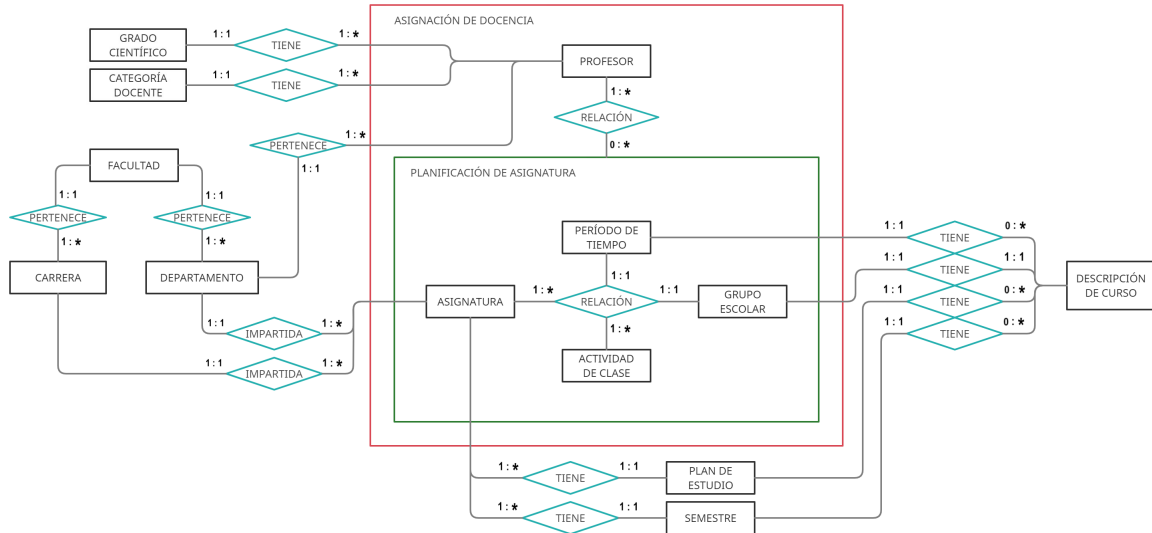 ASIGNACIÓN DE DOCENCIA
GRADO
CIENTÍFICO
1 : 1
TIENE
1 : *
CATEGORÍA
DOCENTE
1 : 1
TIENE
1 : *
PROFESOR
1 : *
RELACIÓN
0 : *
PERTENECE
1 : *
1 : 1
FACULTAD
1 : 1
1 : 1
PERTENECE
PERTENECE
1 : *
1 : *
CARRERA
DEPARTAMENTO
1 : 1
IMPARTIDA
1 : *
1 : 1
IMPARTIDA
1 : *
PLANIFICACIÓN DE ASIGNATURA
PERÍODO DE
TIEMPO
1 : 1
ASIGNATURA
1 : *
RELACIÓN
1 : 1
GRUPO
ESCOLAR
1 : *
ACTIVIDAD
DE CLASE
1 : 1
TIENE
0 : *
1 : 1
TIENE
1 : 1
1 : 1
TIENE
0 : *
1 : 1
TIENE
0 : *
DESCRIPCIÓN
DE CURSO
1 : *
TIENE
1 : 1
PLAN DE
ESTUDIO
1 : *
TIENE
1 : 1
SEMESTRE